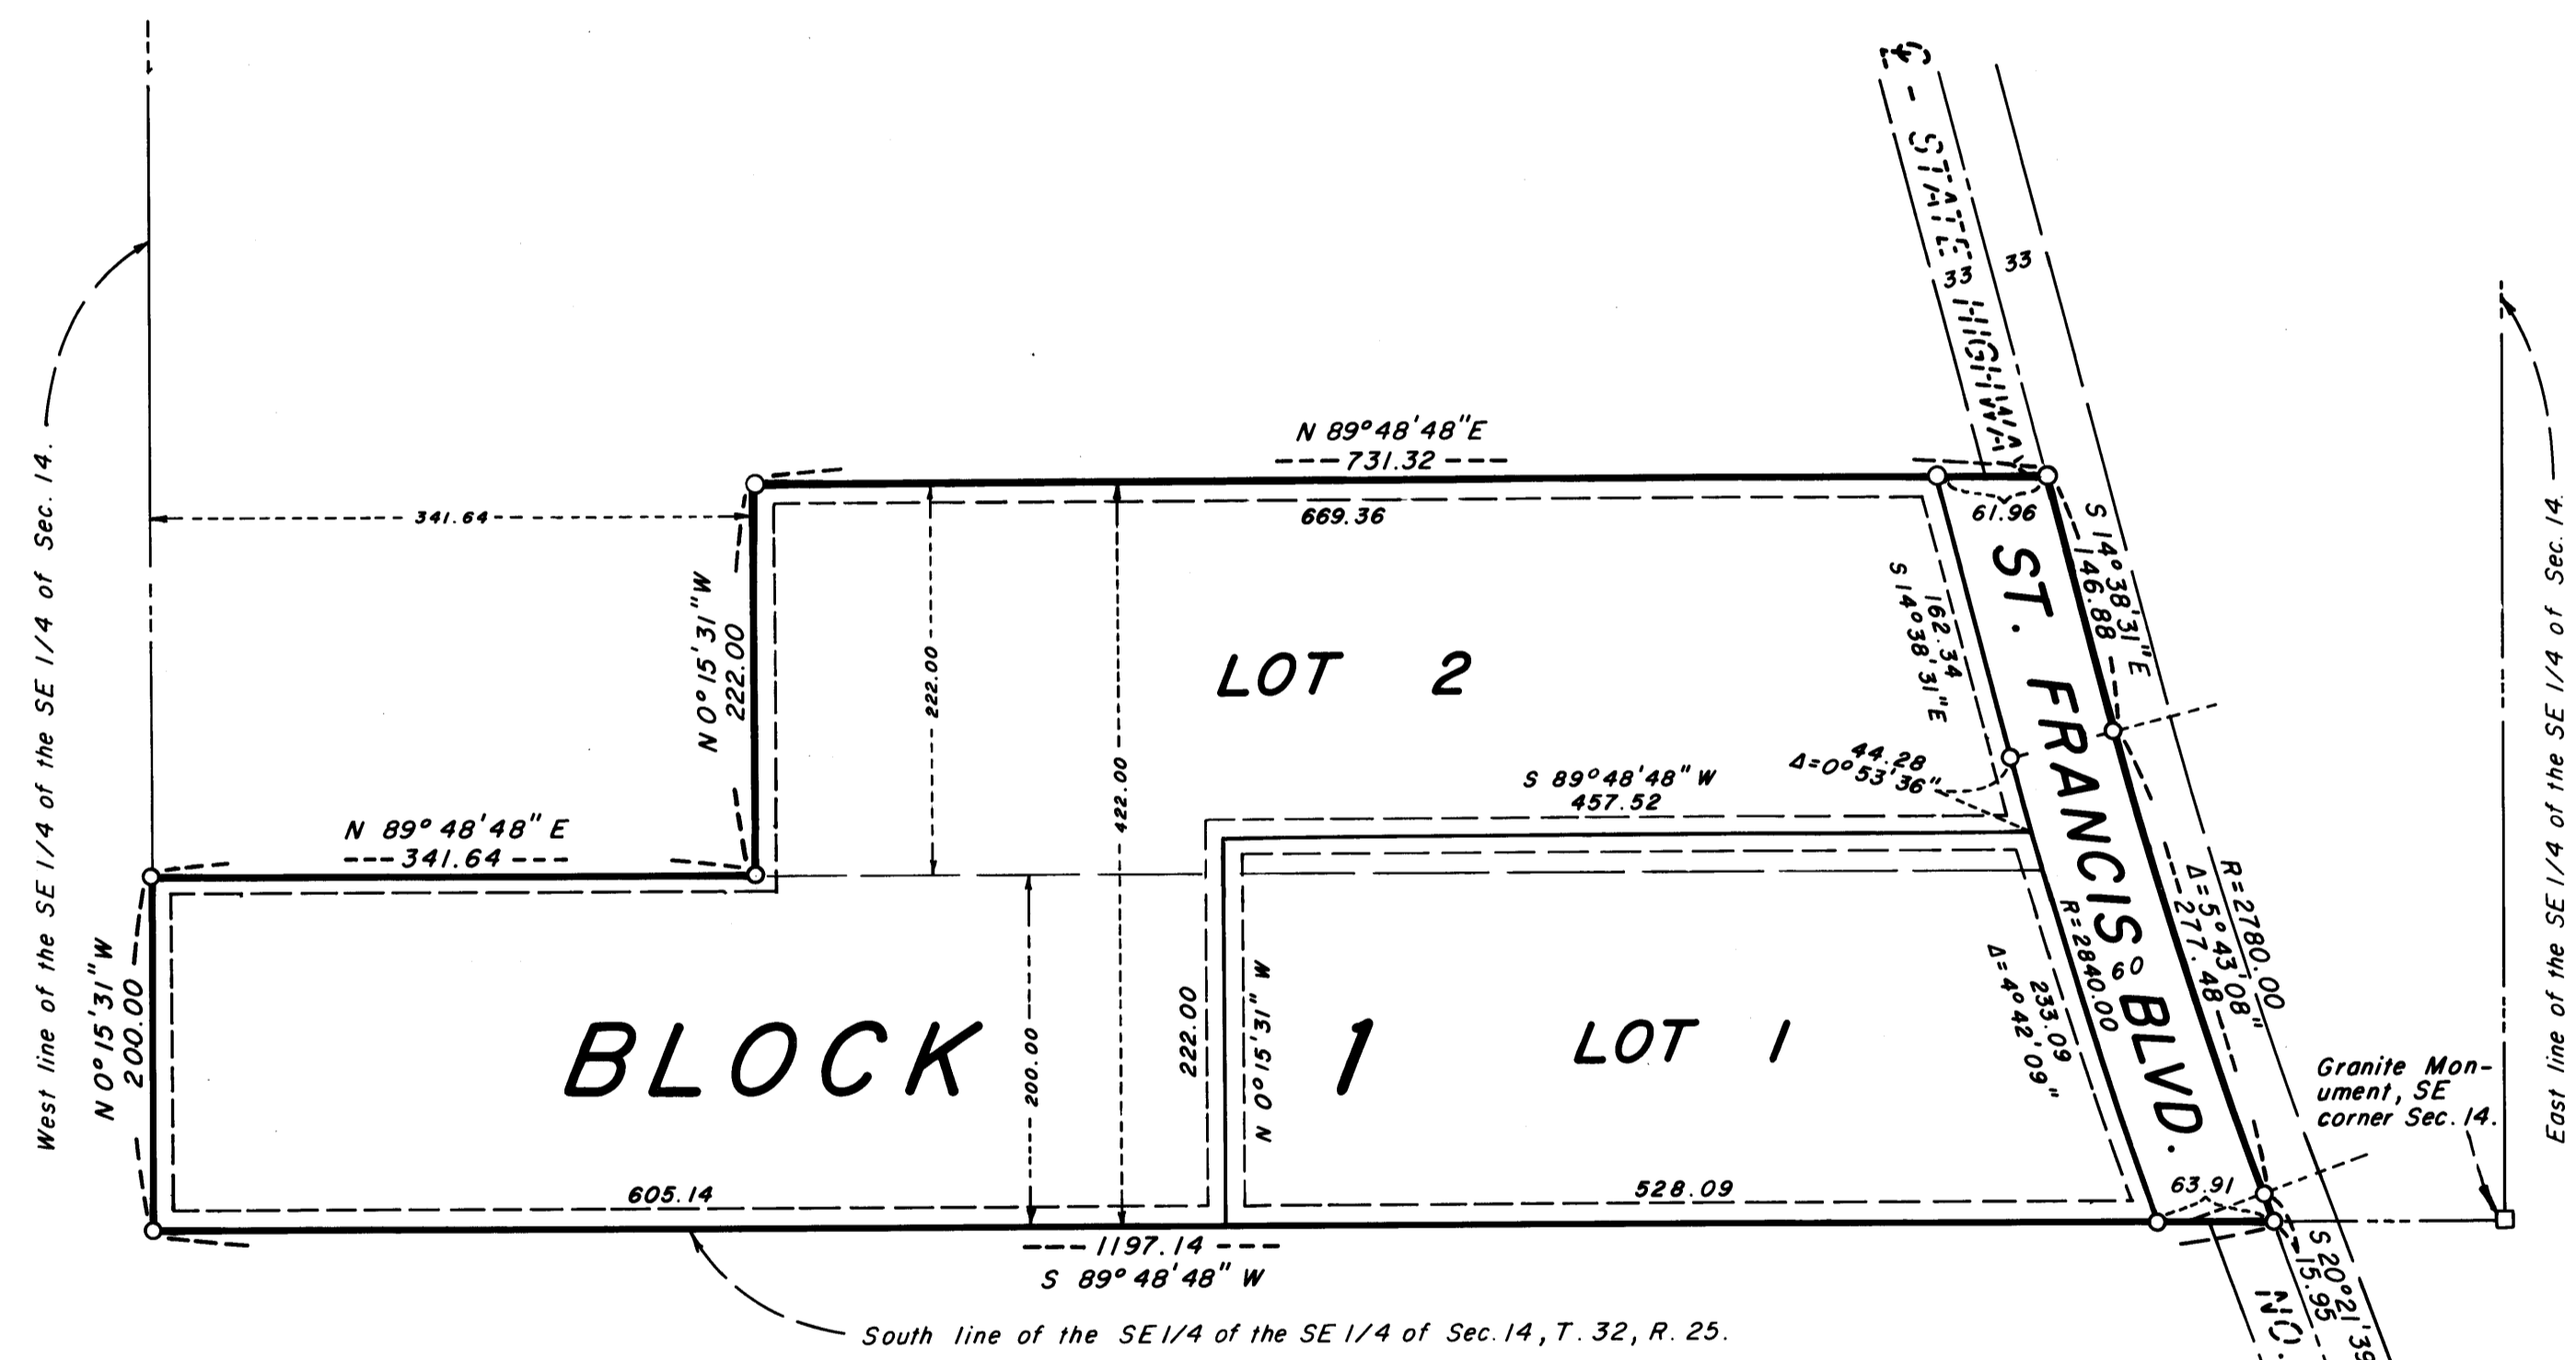 ℄ - STATE HIGHWAY
33
33
N 89°48'48"E
731.32
341.64
669.36
61.96
S 14°38'31"E
146.88
West line of the SE 1/4 of the SE 1/4 of Sec. 14.
East line of the SE 1/4 of the SE 1/4 of Sec. 14.
N 0°15'31"W
222.00
222.00
422.00
LOT 2
162.34
S 14°38'31"E
ST. FRANCIS BLVD.
44.28
Δ=0°53'36"
S 89°48'48"W
457.52
N 89°48'48"E
341.64
N 0°15'31"W
200.00
BLOCK 1
200.00
222.00
N 0°15'31"W
LOT 1
R=2840.00
60
233.09
Δ=4°42'09"
R=2780.00
Δ=5°43'08"
277.48
Granite Mon-
ument, SE
corner Sec. 14.
605.14
528.09
63.91
1197.14
S 89°48'48"W
S 20°21'39
15.95
NO.
South line of the SE1/4 of the SE 1/4 of Sec.14, T. 32, R. 25.